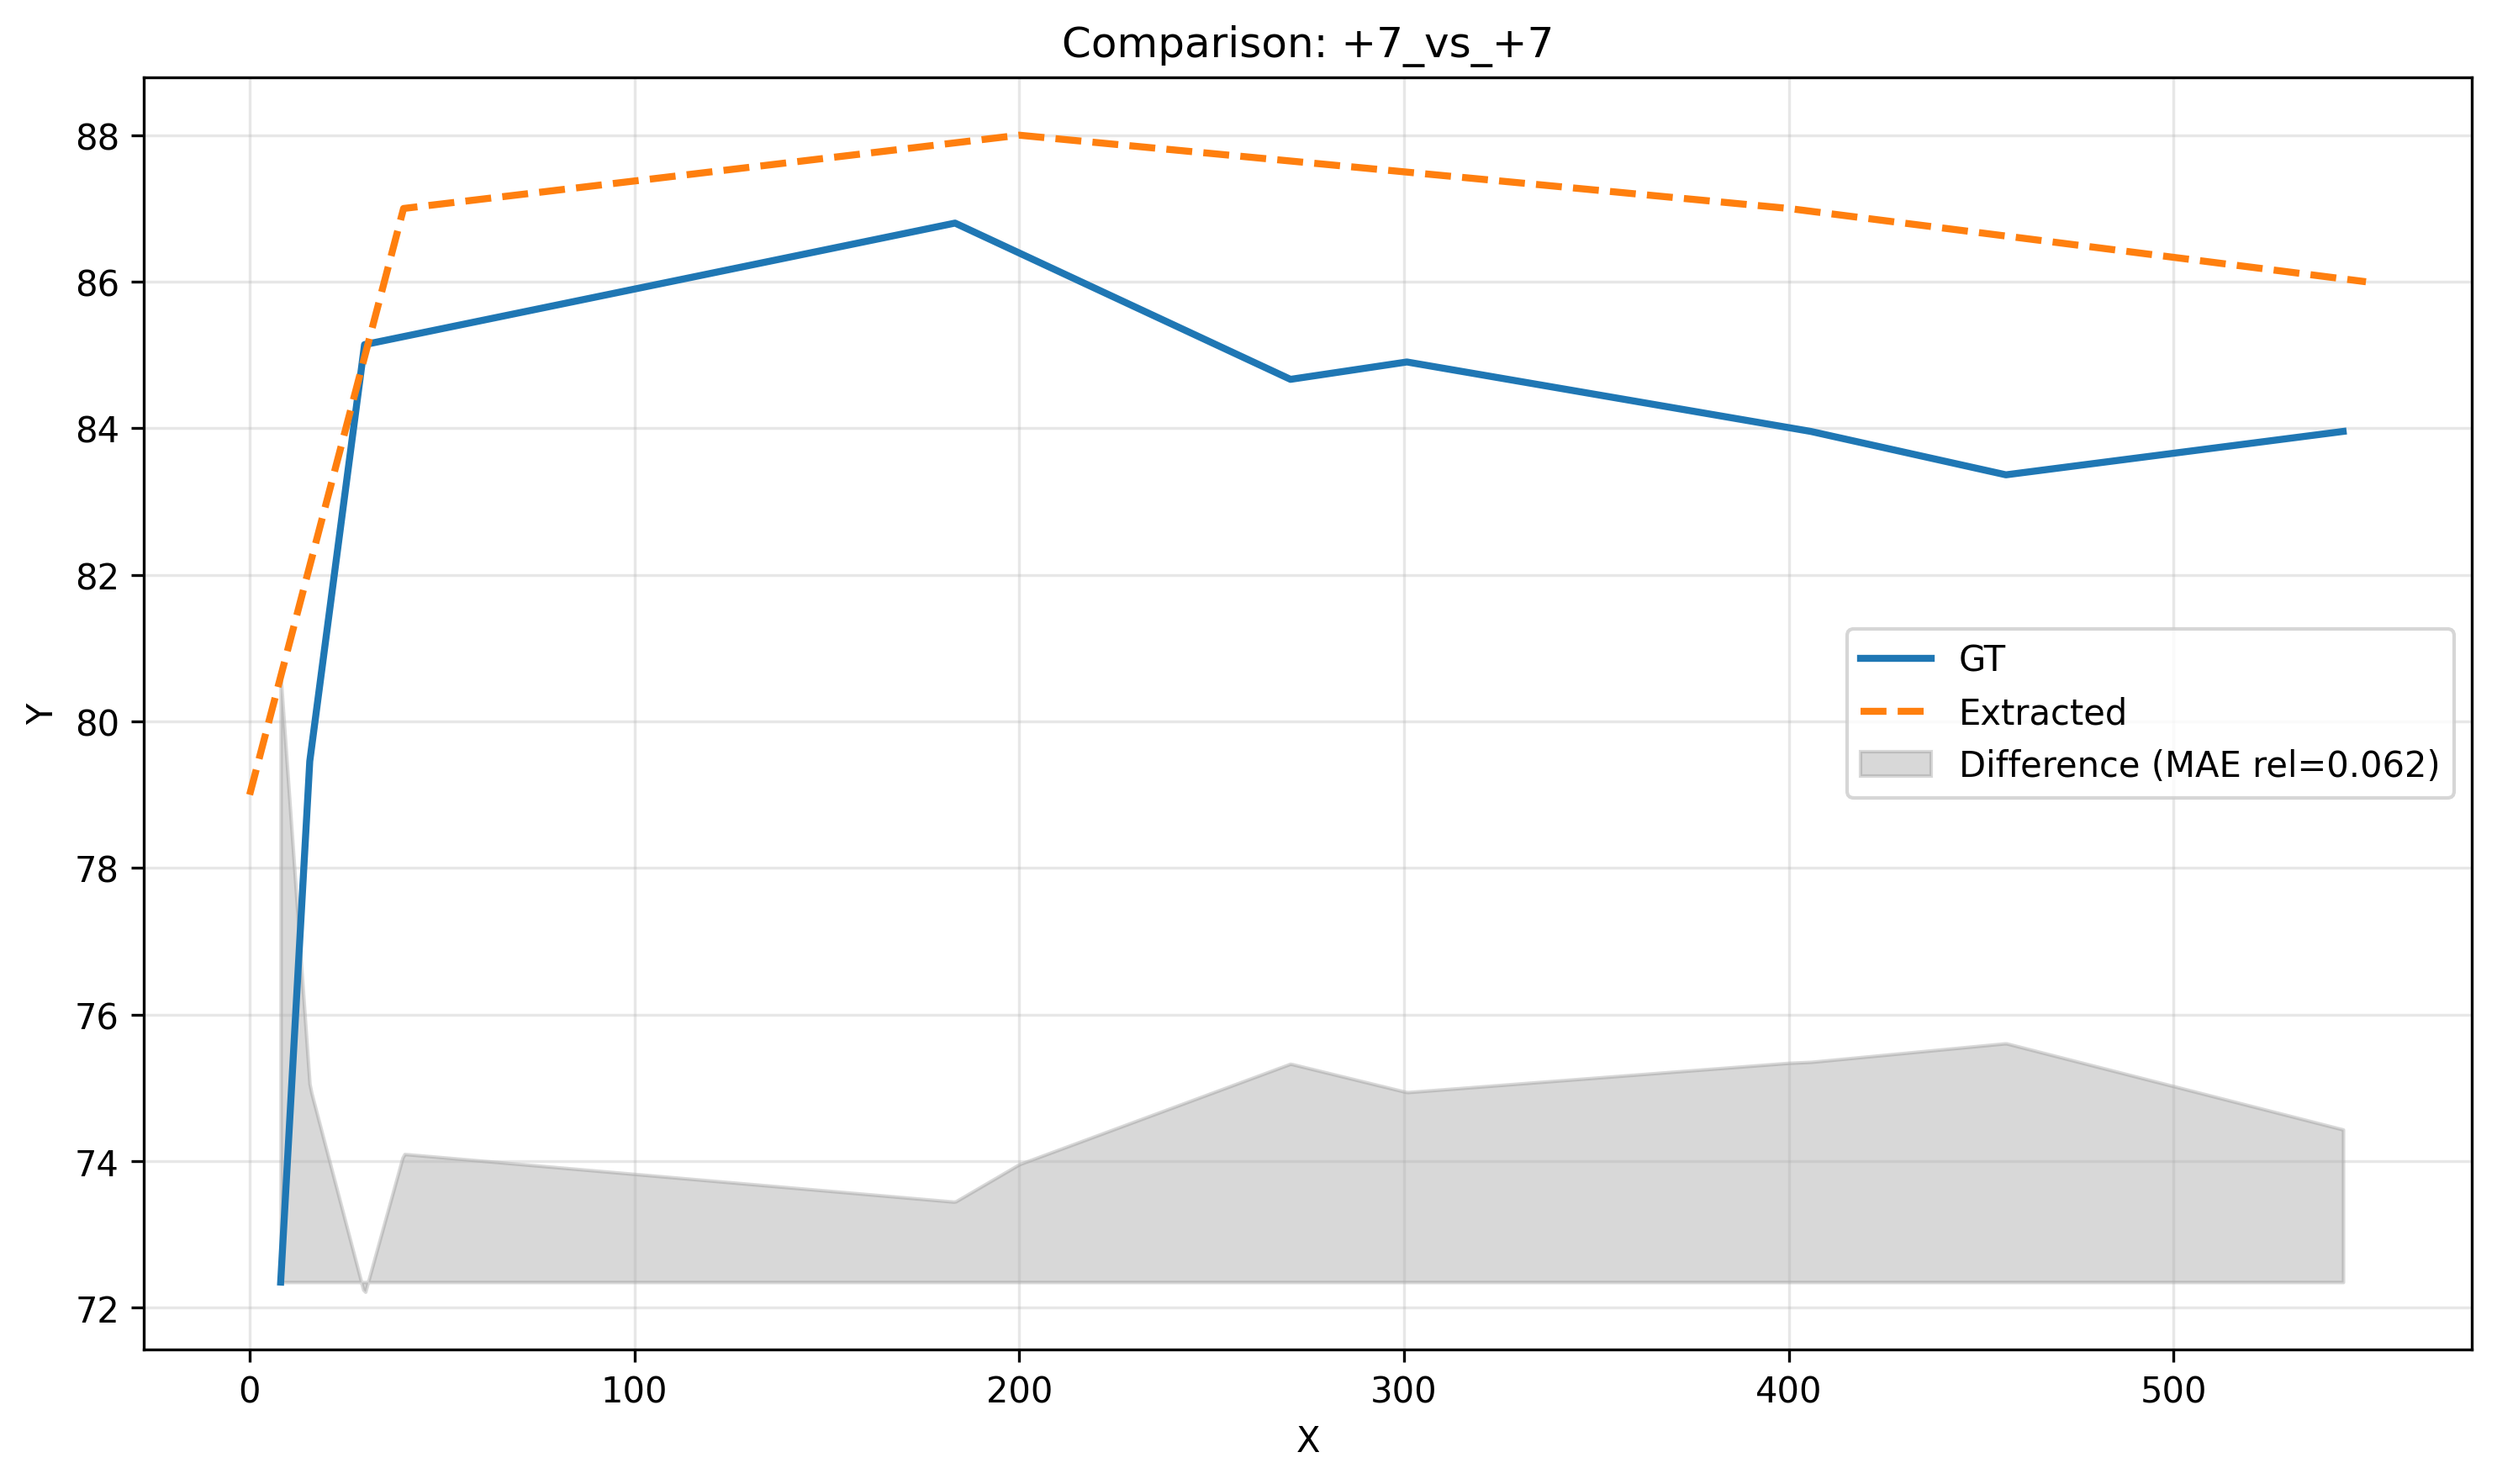 Comparison: +7_vs_+7
Y
88
86
84
82
80
78
76
74
72
GT
Extracted
Difference (MAE rel=0.062)
0 100 200 300 400 500
X